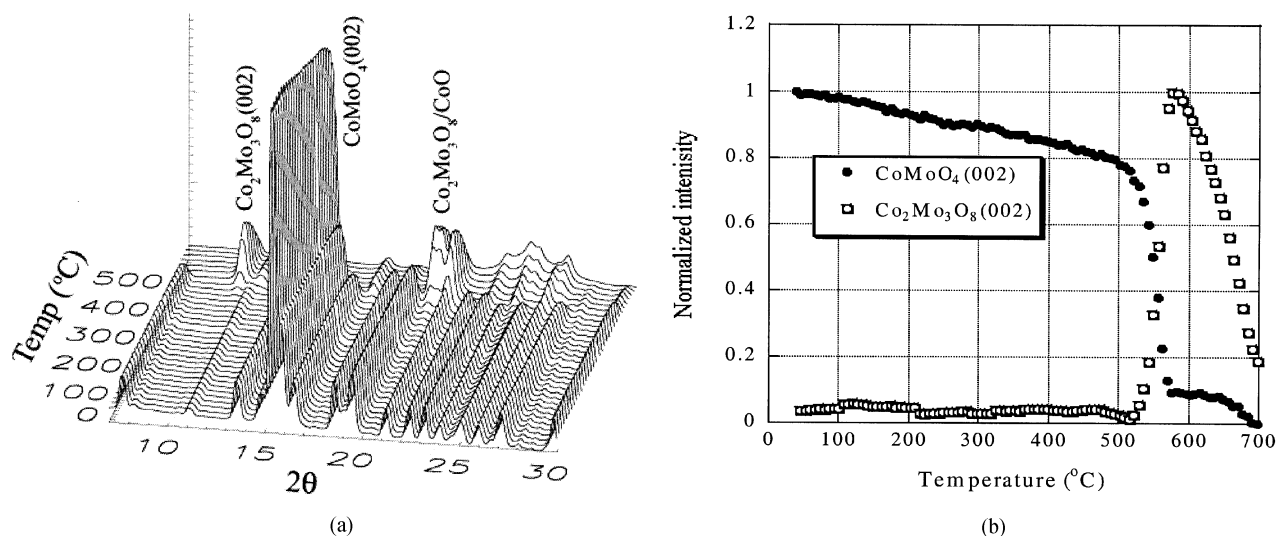 Co2Mo3O8(002)
CoMoO4(002)
Co2Mo3O8/CoO
Temp (oC)
500
400
300
200
100
0
10
15
20
25
30
2θ
(a)
Normalized intenisity
1.2
1
0.8
0.6
0.4
0.2
0
CoMoO4(002)
Co2Mo3O8(002)
0 100 200 300 400 500 600 700
Temperature (oC)
(b)